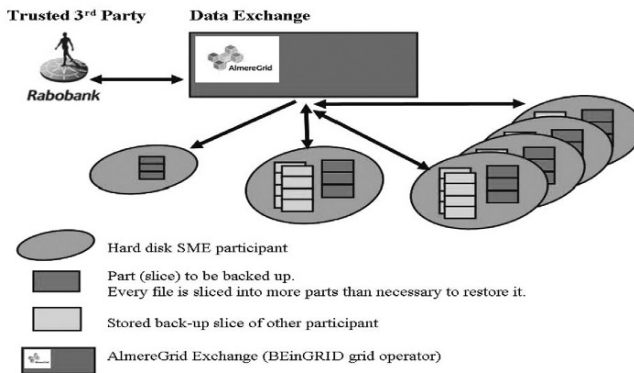 Trusted 3rd Party
Data Exchange
AlmereGrid
Rabobank
Hard disk SME participant
Part (slice) to be backed up.
Every file is sliced into more parts than necessary to restore it.
Stored back-up slice of other participant
AlmereGrid Exchange (BEinGRID grid operator)